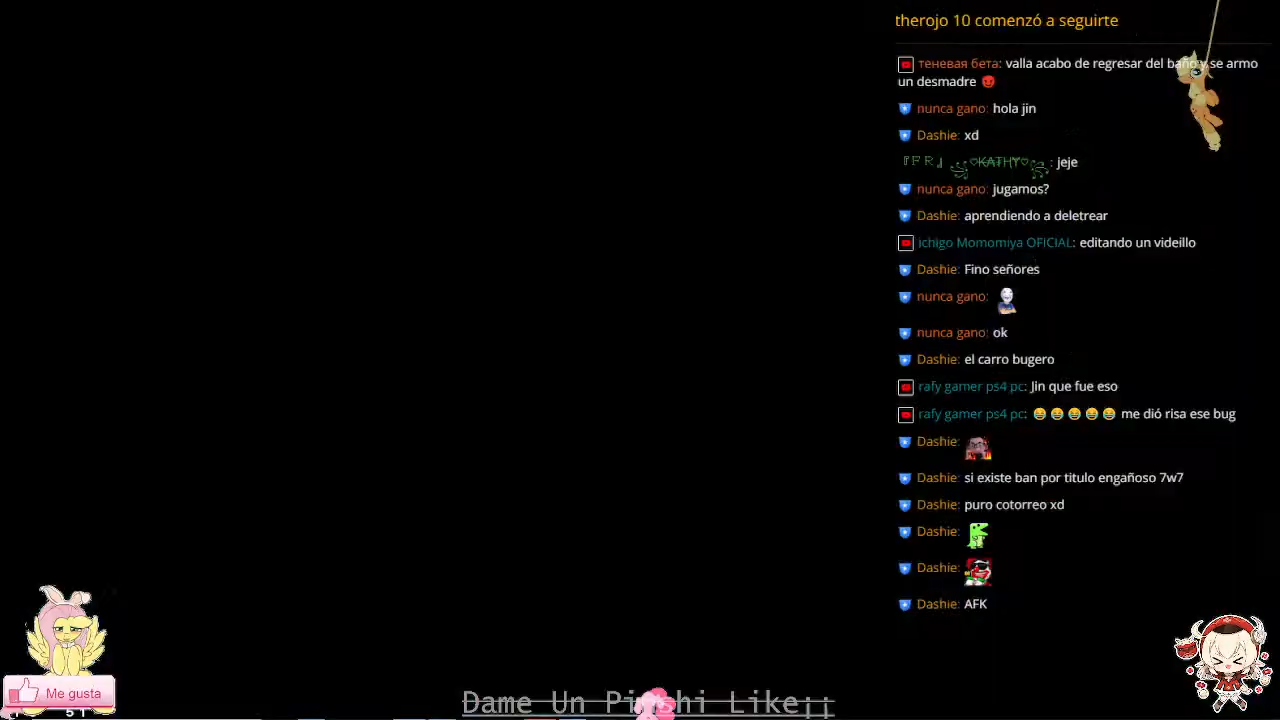 therojo 10 comenzó a seguirte
теневая бета: valla acabo de regresar del baño y se armo
un desmadre 😡
nunca gano: hola jin
Dashie: xd
『ＦＲ』꧁♡KATHY♡꧂: jeje
nunca gano: jugamos?
Dashie: aprendiendo a deletrear
ichigo Momomiya OFICIAL: editando un videillo
Dashie: Fino señores
nunca gano:
nunca gano: ok
Dashie: el carro bugero
rafy gamer ps4 pc: Jin que fue eso
rafy gamer ps4 pc: 😂😂😂😂😂 me dió risa ese bug
Dashie:
Dashie: si existe ban por titulo engañoso 7w7
Dashie: puro cotorreo xd
Dashie:
Dashie:
Dashie: AFK
Me gusta
51
Dame Un Pinshi Like¡¡